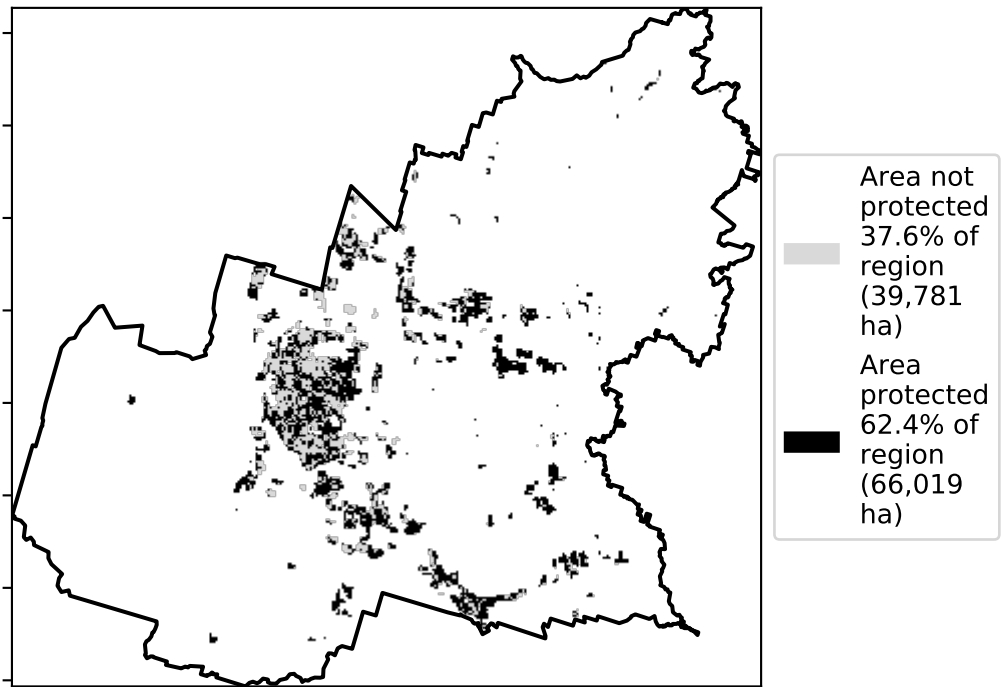 Area not
protected
37.6% of
region
(39,781
ha)
Area
protected
62.4% of
region
(66,019
ha)